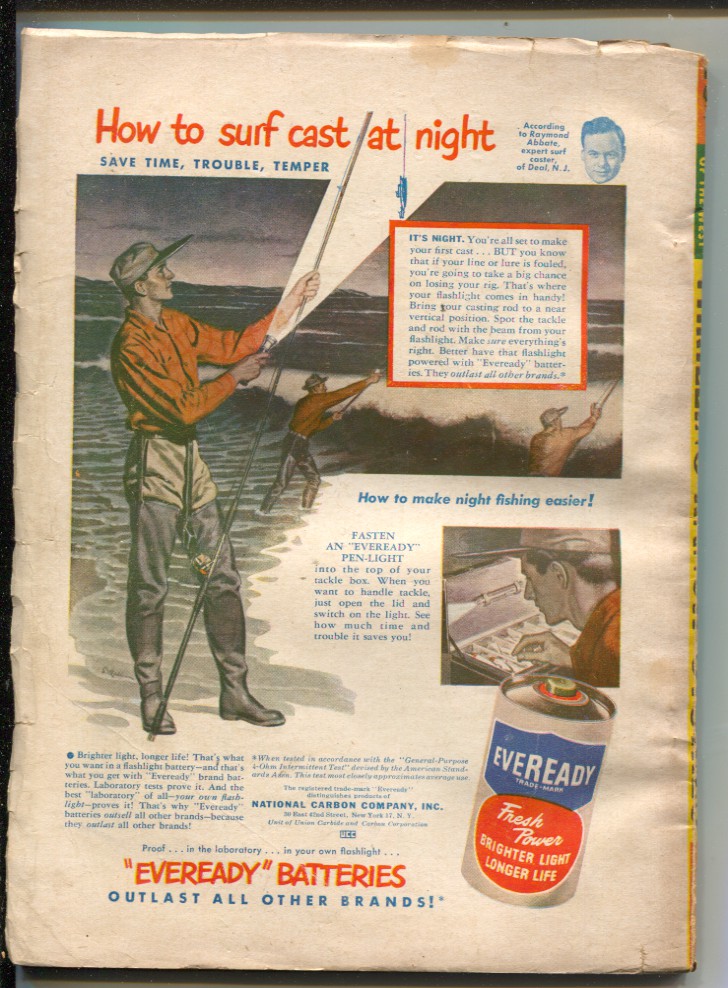 How to surf cast at night
SAVE TIME, TROUBLE, TEMPER
According
to Raymond
Abbate,
expert surf
caster,
of Deal, N.J.
IT'S NIGHT. You're all set to make
your first cast . . . BUT you know
that if your line or lure is fouled,
you're going to take a big chance
on losing your rig. That's where
your flashlight comes in handy!
Bring your casting rod to a near
vertical position. Spot the tackle
and rod with the beam from your
flashlight. Make sure everything's
right. Better have that flashlight
powered with "Eveready" batter-
ies. They outlast all other brands.*
How to make night fishing easier!
FASTEN
AN "EVEREADY"
PEN-LIGHT
into the top of your
tackle box. When you
want to handle tackle,
just open the lid and
switch on the light. See
how much time and
trouble it saves you!
● Brighter light, longer life! That's what
you want in a flashlight battery—and that's
what you get with "Eveready" brand bat-
teries. Laboratory tests prove it. And the
best "laboratory" of all—your own flash-
light—proves it! That's why "Eveready"
batteries outsell all other brands—because
they outlast all other brands!
*When tested in accordance with the "General-Purpose
4-Ohm Intermittent Test" devised by the American Stand-
ards Assn. This test most closely approximates average use.
The registered trade-mark "Eveready"
distinguishes products of
NATIONAL CARBON COMPANY, INC.
30 East 42nd Street, New York 17, N. Y.
Unit of Union Carbide and Carbon Corporation
UCC
EVEREADY
TRADE-MARK
Fresh
Power
BRIGHTER LIGHT
LONGER LIFE
Proof . . . in the laboratory . . . in your own flashlight . . .
"EVEREADY" BATTERIES
OUTLAST ALL OTHER BRANDS!*
OF THE WEST